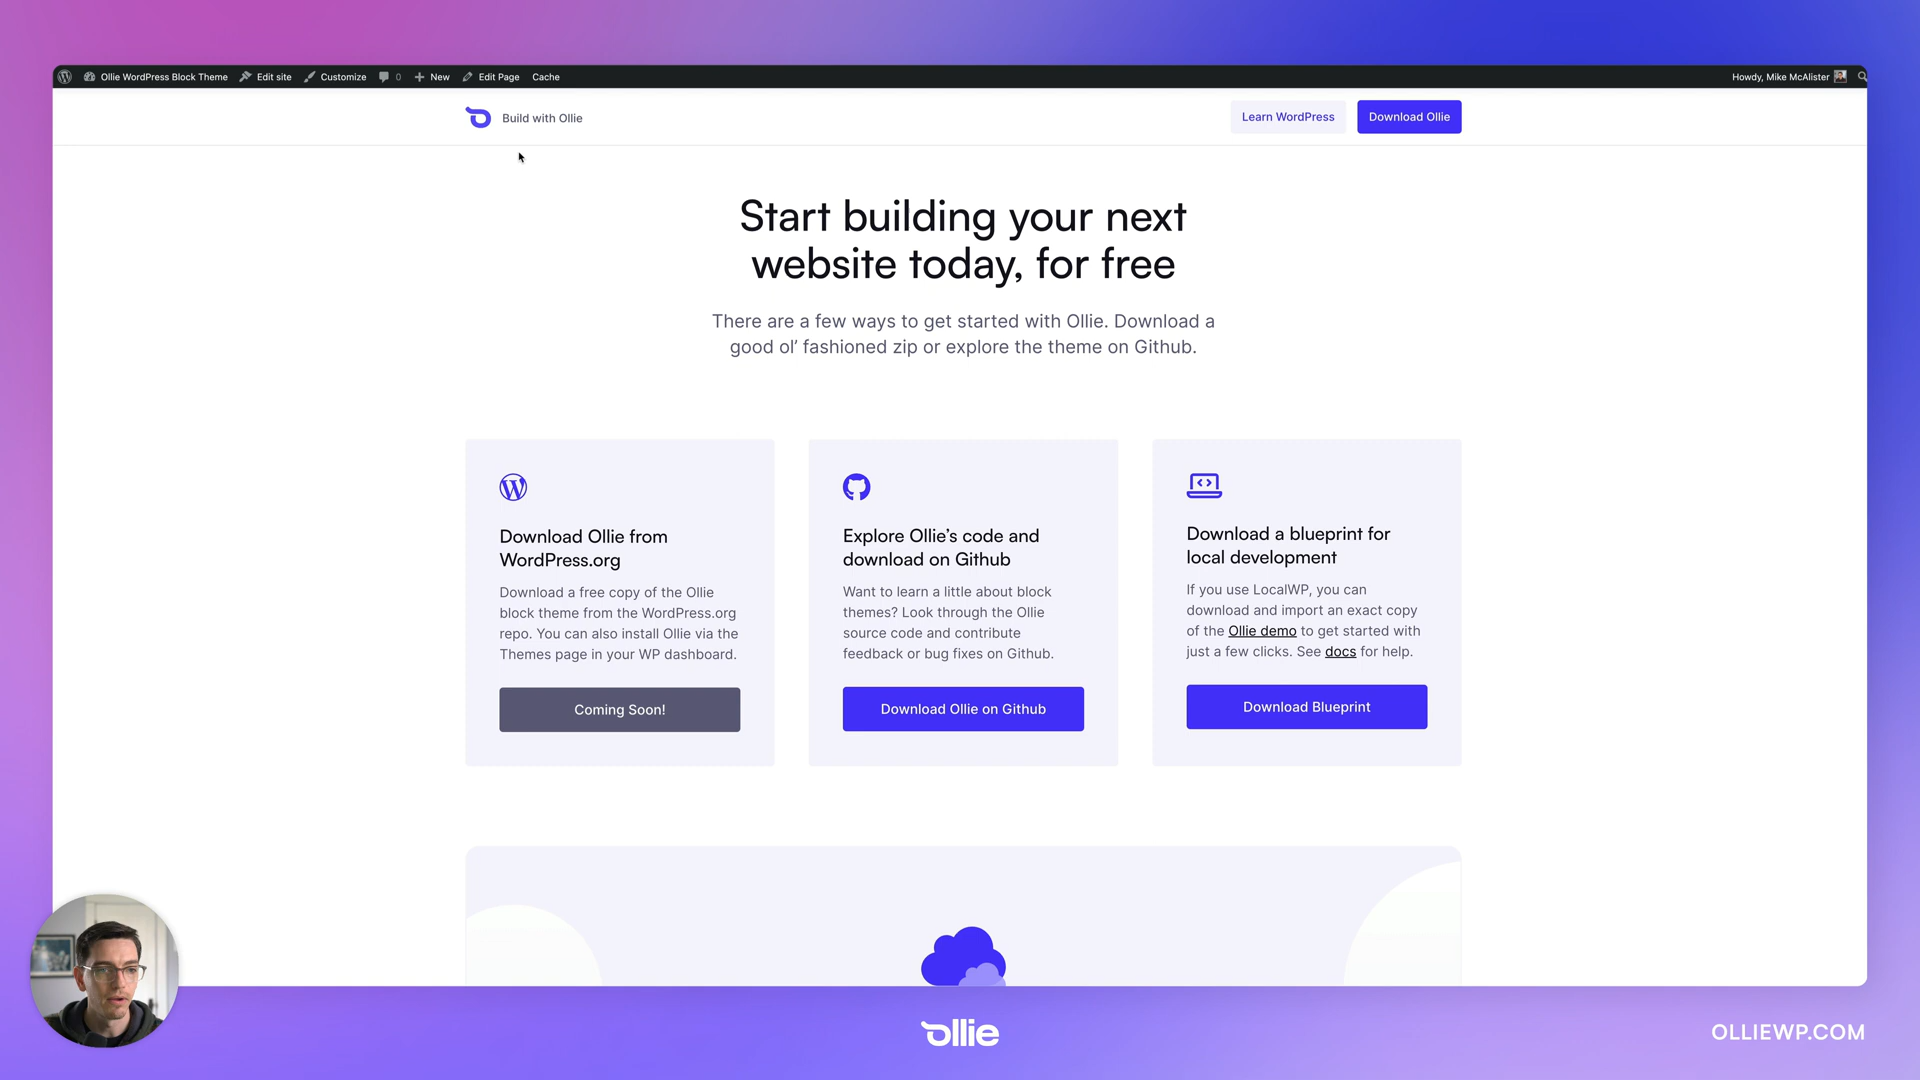 Ollie WordPress Block Theme Edit site Customize 0 New Edit Page Cache Howdy, Mike McAlister
Build with Ollie Learn WordPress Download Ollie
Start building your next
website today, for free
There are a few ways to get started with Ollie. Download a
good ol’ fashioned zip or explore the theme on Github.
Download Ollie from
WordPress.org
Download a free copy of the Ollie
block theme from the WordPress.org
repo. You can also install Ollie via the
Themes page in your WP dashboard.
Coming Soon!
Explore Ollie’s code and
download on Github
Want to learn a little about block
themes? Look through the Ollie
source code and contribute
feedback or bug fixes on Github.
Download Ollie on Github
Download a blueprint for
local development
If you use LocalWP, you can
download and import an exact copy
of the Ollie demo to get started with
just a few clicks. See docs for help.
Download Blueprint
ollie
OLLIEWP.COM